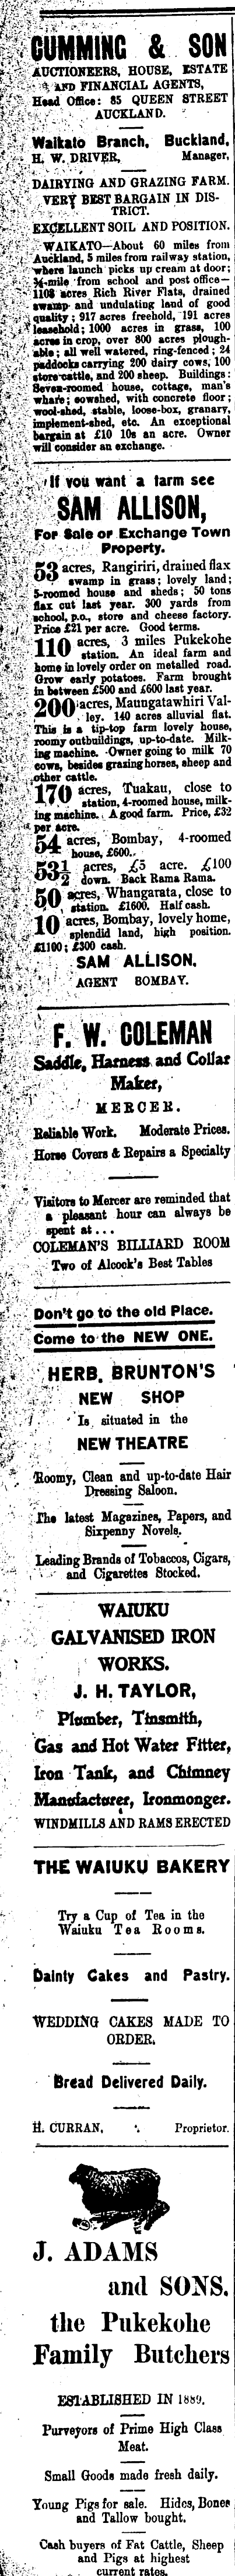 CUMMING & SON
AUCTIONEERS, HOUSE, ESTATE
AND FINANCIAL AGENTS,
Head Office: 85 QUEEN STREET
AUCKLAND.
Waikato Branch, Buckland,
H. W. DRIVER, Manager,
DAIRYING AND GRAZING FARM.
VERY BEST BARGAIN IN DIS-
TRICT.
EXCELLENT SOIL AND POSITION.
WAIKATO—About 60 miles from
Auckland, 5 miles from railway station,
where launch picks up cream at door;
¾-mile from school and post office—
1108 acres Rich River Flats, drained
swamp and undulating land of good
quality; 917 acres freehold, 191 acres
leasehold; 1000 acres in grass, 100
acres in crop, over 800 acres plough-
able; all well watered, ring-fenced; 24
paddocks carrying 200 dairy cows, 100
store cattle, and 200 sheep. Buildings:
Seven-roomed house, cottage, man's
whare; cowshed, with concrete floor;
wool-shed, stable, loose-box, granary,
implement-shed, etc. An exceptional
bargain at £10 10s an acre. Owner
will consider an exchange.
If you want a farm see
SAM ALLISON,
For Sale or Exchange Town
Property.
53 acres, Rangiriri, drained flax
swamp in grass; lovely land;
5-roomed house and sheds; 50 tons
flax cut last year. 300 yards from
school, p.o., store and cheese factory.
Price £21 per acre. Good terms.
110 acres, 3 miles Pukekohe
station. An ideal farm and
home in lovely order on metalled road.
Grow early potatoes. Farm brought
in between £500 and £600 last year.
200 acres, Maungatawhiri Val-
ley. 140 acres alluvial flat.
This is a tip-top farm lovely house,
roomy outbuildings, up-to-date. Milk-
ing machine. Owner going to milk 70
cows, besides grazing horses, sheep and
other cattle.
170 acres, Tuakau, close to
station, 4-roomed house, milk-
ing machine. A good farm. Price, £32
per acre.
54 acres, Bombay, 4-roomed
house, £600.
53½ acres, £5 acre. £100
down. Back Rama Rama.
50 acres, Whangarata, close to
station. £1600. Half cash.
10 acres, Bombay, lovely home,
splendid land, high position.
£1100; £300 cash.
SAM ALLISON.
AGENT BOMBAY.
F. W. COLEMAN
Saddle, Harness and Collar
Maker,
MERCER.
Reliable Work. Moderate Prices.
Horse Covers & Repairs a Specialty
Visitors to Mercer are reminded that
a pleasant hour can always be
spent at...
COLEMAN'S BILLIARD ROOM
Two of Alcock's Best Tables
Don't go to the old Place.
Come to the NEW ONE.
HERB. BRUNTON'S
NEW SHOP
Is situated in the
NEW THEATRE
Roomy, Clean and up-to-date Hair
Dressing Saloon.
The latest Magazines, Papers, and
Sixpenny Novels.
Leading Brands of Tobaccos, Cigars,
and Cigarettes Stocked.
WAIUKU
GALVANISED IRON
WORKS.
J. H. TAYLOR,
Plumber, Tinsmith,
Gas and Hot Water Fitter,
Iron Tank, and Chimney
Manufacturer, Ironmonger.
WINDMILLS AND RAMS ERECTED
THE WAIUKU BAKERY
Try a Cup of Tea in the
Waiuku Tea Rooms.
Dainty Cakes and Pastry.
WEDDING CAKES MADE TO
ORDER.
Bread Delivered Daily.
H. CURRAN, Proprietor.
J. ADAMS
and SONS.
the Pukekohe
Family Butchers
ESTABLISHED IN 1889.
Purveyors of Prime High Class
Meat.
Small Goods made fresh daily.
Young Pigs for sale. Hides, Bones
and Tallow bought.
Cash buyers of Fat Cattle, Sheep
and Pigs at highest
current rates.